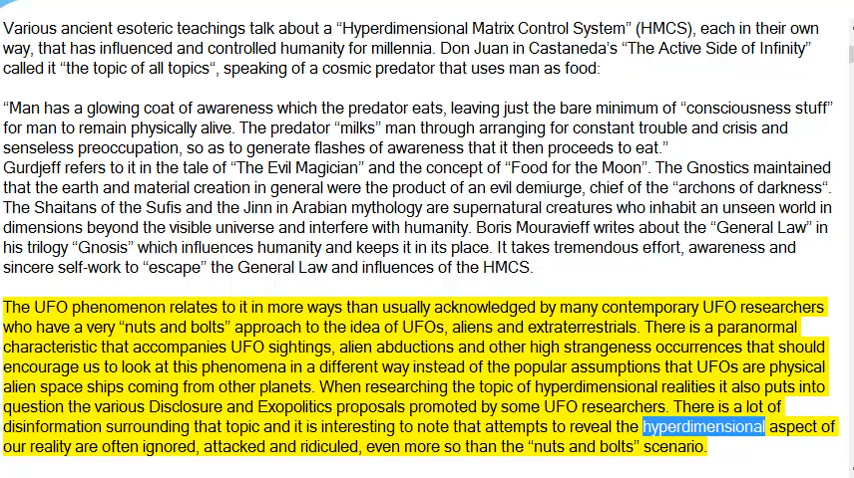 Various ancient esoteric teachings talk about a “Hyperdimensional Matrix Control System” (HMCS), each in their own
way, that has influenced and controlled humanity for millennia. Don Juan in Castaneda’s “The Active Side of Infinity”
called it “the topic of all topics“, speaking of a cosmic predator that uses man as food:
“Man has a glowing coat of awareness which the predator eats, leaving just the bare minimum of “consciousness stuff”
for man to remain physically alive. The predator “milks” man through arranging for constant trouble and crisis and
senseless preoccupation, so as to generate flashes of awareness that it then proceeds to eat.”
Gurdjeff refers to it in the tale of “The Evil Magician” and the concept of “Food for the Moon”. The Gnostics maintained
that the earth and material creation in general were the product of an evil demiurge, chief of the “archons of darkness“.
The Shaitans of the Sufis and the Jinn in Arabian mythology are supernatural creatures who inhabit an unseen world in
dimensions beyond the visible universe and interfere with humanity. Boris Mouravieff writes about the “General Law” in
his trilogy “Gnosis” which influences humanity and keeps it in its place. It takes tremendous effort, awareness and
sincere self-work to “escape” the General Law and influences of the HMCS.
The UFO phenomenon relates to it in more ways than usually acknowledged by many contemporary UFO researchers
who have a very “nuts and bolts” approach to the idea of UFOs, aliens and extraterrestrials. There is a paranormal
characteristic that accompanies UFO sightings, alien abductions and other high strangeness occurrences that should
encourage us to look at this phenomena in a different way instead of the popular assumptions that UFOs are physical
alien space ships coming from other planets. When researching the topic of hyperdimensional realities it also puts into
question the various Disclosure and Exopolitics proposals promoted by some UFO researchers. There is a lot of
disinformation surrounding that topic and it is interesting to note that attempts to reveal the hyperdimensional aspect of
our reality are often ignored, attacked and ridiculed, even more so than the “nuts and bolts” scenario.